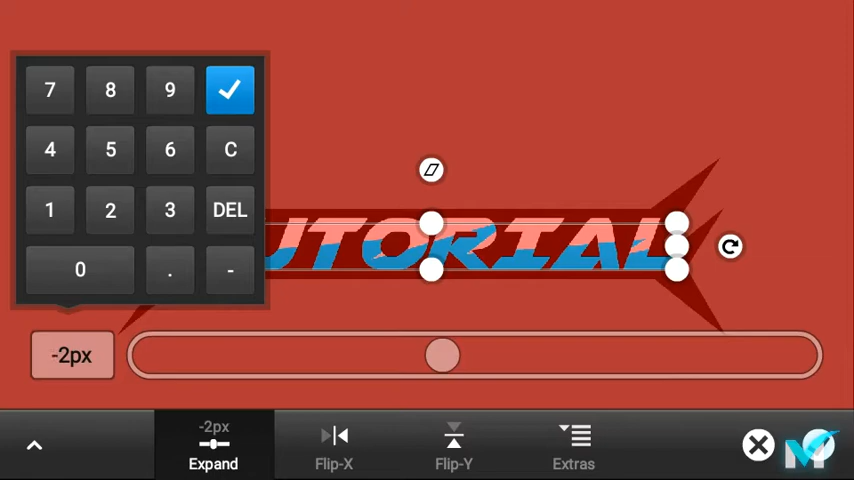 7 8 9
4 5 6 C
UTORIAL
1 2 3 DEL
0 . -
-2px
-2px
Expand
Flip-X
Flip-Y
Extras
M